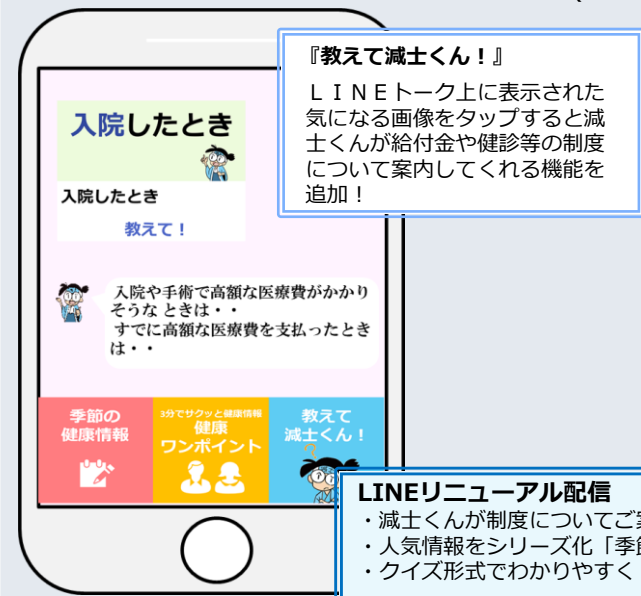 『教えて減士くん！』
ＬＩＮＥトーク上に表示された
気になる画像をタップすると減
士くんが給付金や健診等の制度
について案内してくれる機能を
追加！
入院したとき
入院したとき
教えて！
入院や手術で高額な医療費がかかり
そうな ときは・・
すでに高額な医療費を支払ったとき
は・・
季節の
健康情報
3分でサクッと健康情報
健康
ワンポイント
教えて
減士くん！
LINEリニューアル配信
・減士くんが制度についてご
・人気情報をシリーズ化「季
・クイズ形式でわかりやすく